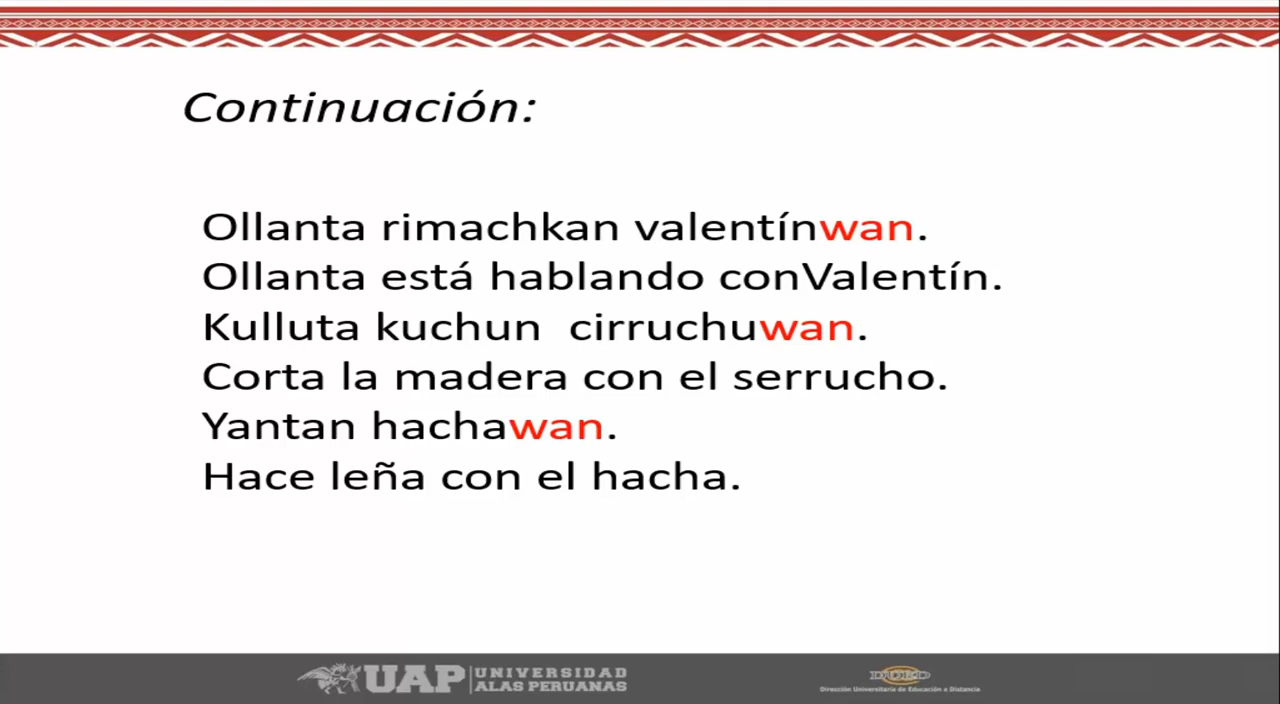 Continuación:
Ollanta rimachkan valentínwan.
Ollanta está hablando conValentín.
Kulluta kuchun  cirruchuwan.
Corta la madera con el serrucho.
Yantan hachawan.
Hace leña con el hacha.
UAP UNIVERSIDAD
ALAS PERUANAS
DUED
Dirección Universitaria de Educación a Distancia